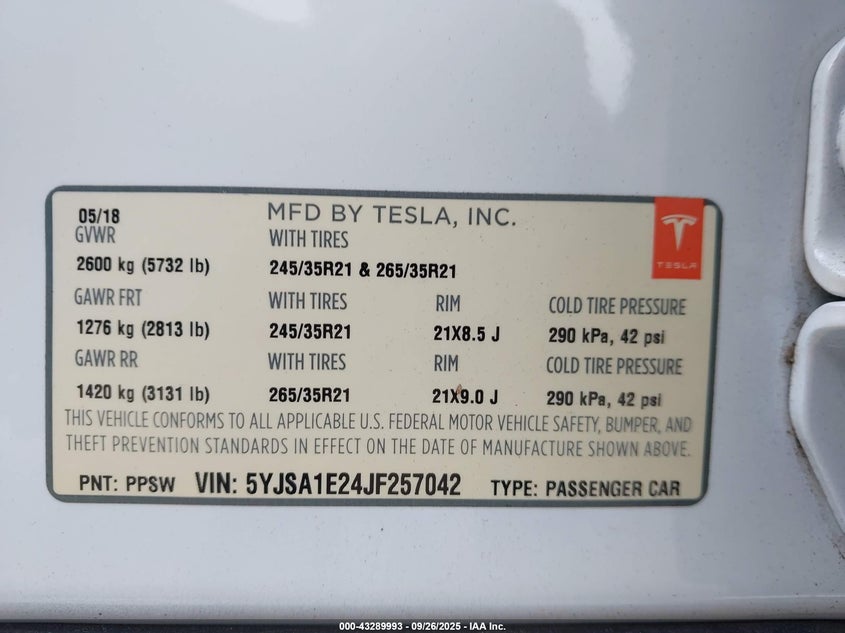 05/18 MFD BY TESLA, INC.
GVWR WITH TIRES
TESLA
2600 kg (5732 lb) 245/35R21 & 265/35R21
GAWR FRT WITH TIRES RIM COLD TIRE PRESSURE
1276 kg (2813 lb) 245/35R21 21X8.5 J 290 kPa, 42 psi
GAWR RR WITH TIRES RIM COLD TIRE PRESSURE
1420 kg (3131 lb) 265/35R21 21X9.0 J 290 kPa, 42 psi
THIS VEHICLE CONFORMS TO ALL APPLICABLE U.S. FEDERAL MOTOR VEHICLE SAFETY, BUMPER, AND
THEFT PREVENTION STANDARDS IN EFFECT ON THE DATE OF MANUFACTURE SHOWN ABOVE.
PNT: PPSW VIN: 5YJSA1E24JF257042 TYPE: PASSENGER CAR
000-43289993 - 09/26/2025 - IAA Inc.